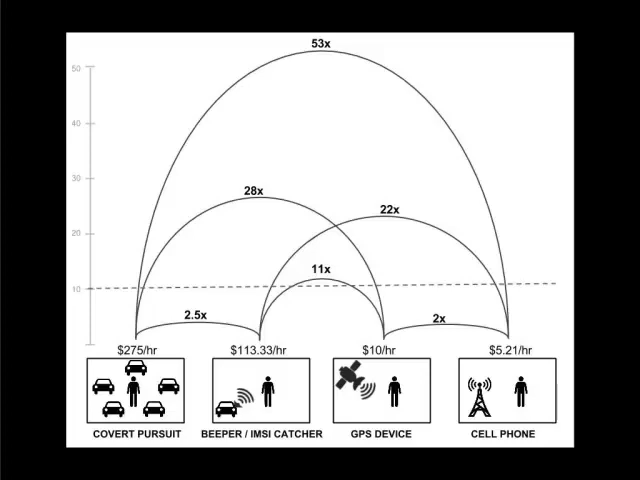 53x
50
40
30
28x
22x
20
11x
10
2.5x
2x
$275/hr
$113.33/hr
$10/hr
$5.21/hr
COVERT PURSUIT
BEEPER / IMSI CATCHER
GPS DEVICE
CELL PHONE